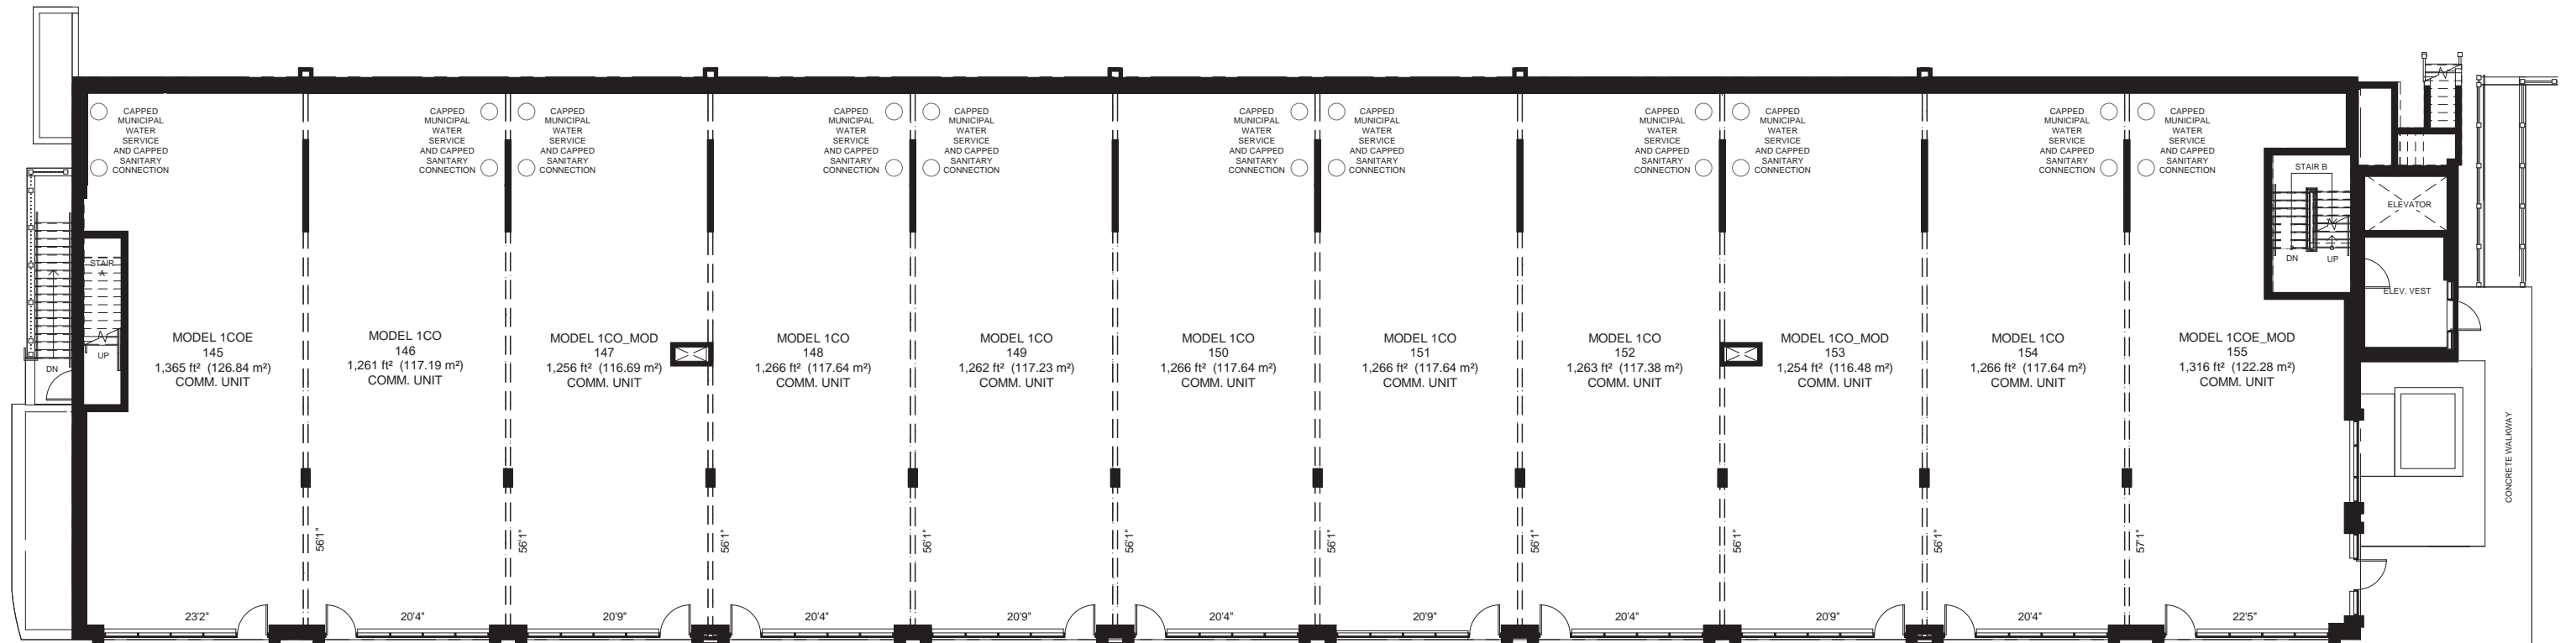 CAPPED
MUNICIPAL
WATER
SERVICE
AND CAPPED
SANITARY
CONNECTION
CAPPED
MUNICIPAL
WATER
SERVICE
AND CAPPED
SANITARY
CONNECTION
CAPPED
MUNICIPAL
WATER
SERVICE
AND CAPPED
SANITARY
CONNECTION
CAPPED
MUNICIPAL
WATER
SERVICE
AND CAPPED
SANITARY
CONNECTION
CAPPED
MUNICIPAL
WATER
SERVICE
AND CAPPED
SANITARY
CONNECTION
CAPPED
MUNICIPAL
WATER
SERVICE
AND CAPPED
SANITARY
CONNECTION
CAPPED
MUNICIPAL
WATER
SERVICE
AND CAPPED
SANITARY
CONNECTION
CAPPED
MUNICIPAL
WATER
SERVICE
AND CAPPED
SANITARY
CONNECTION
CAPPED
MUNICIPAL
WATER
SERVICE
AND CAPPED
SANITARY
CONNECTION
CAPPED
MUNICIPAL
WATER
SERVICE
AND CAPPED
SANITARY
CONNECTION
CAPPED
MUNICIPAL
WATER
SERVICE
AND CAPPED
SANITARY
CONNECTION
STAIR B
DN
UP
ELEVATOR
ELEV. VEST
STAIR
A
UP
DN
MODEL 1COE
145
1,365 ft² (126.84 m²)
COMM. UNIT
MODEL 1CO
146
1,261 ft² (117.19 m²)
COMM. UNIT
MODEL 1CO_MOD
147
1,256 ft² (116.69 m²)
COMM. UNIT
MODEL 1CO
148
1,266 ft² (117.64 m²)
COMM. UNIT
MODEL 1CO
149
1,262 ft² (117.23 m²)
COMM. UNIT
MODEL 1CO
150
1,266 ft² (117.64 m²)
COMM. UNIT
MODEL 1CO
151
1,266 ft² (117.64 m²)
COMM. UNIT
MODEL 1CO
152
1,263 ft² (117.38 m²)
COMM. UNIT
MODEL 1CO_MOD
153
1,254 ft² (116.48 m²)
COMM. UNIT
MODEL 1CO
154
1,266 ft² (117.64 m²)
COMM. UNIT
MODEL 1COE_MOD
155
1,316 ft² (122.28 m²)
COMM. UNIT
CONCRETE WALKWAY
56'1"
56'1"
56'1"
56'1"
56'1"
56'1"
56'1"
56'1"
56'1"
57'1"
23'2"
20'4"
20'9"
20'4"
20'9"
20'4"
20'9"
20'4"
20'9"
20'4"
22'5"